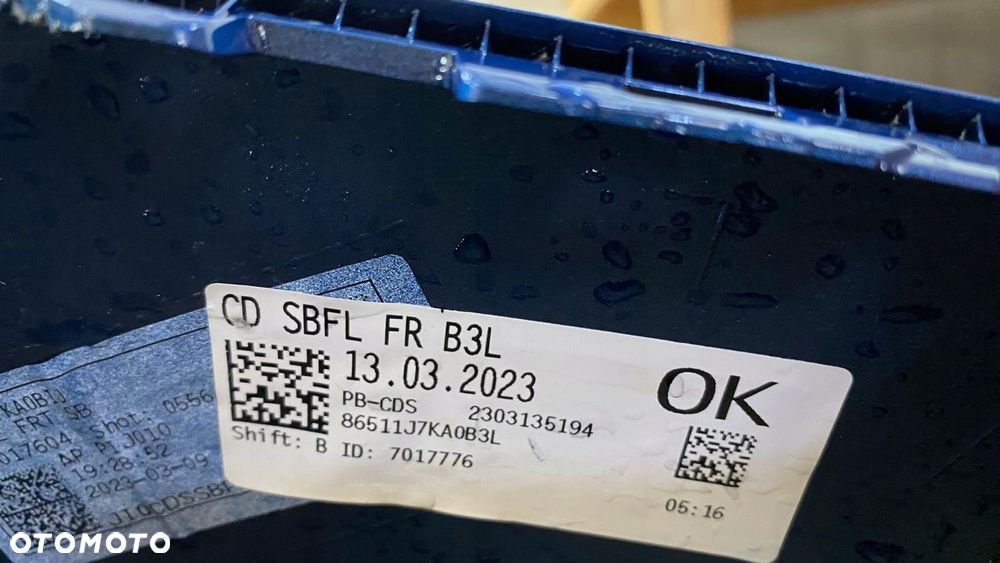 CD SBFL FR B3L
13.03.2023
PB-CDS 2303135194
86511J7KA0B3L
Shift: B ID: 7017776
OK
05:16
FRT SB
017604 Shot: 0556
19:28:52
2023-03-09
OTOMOTO